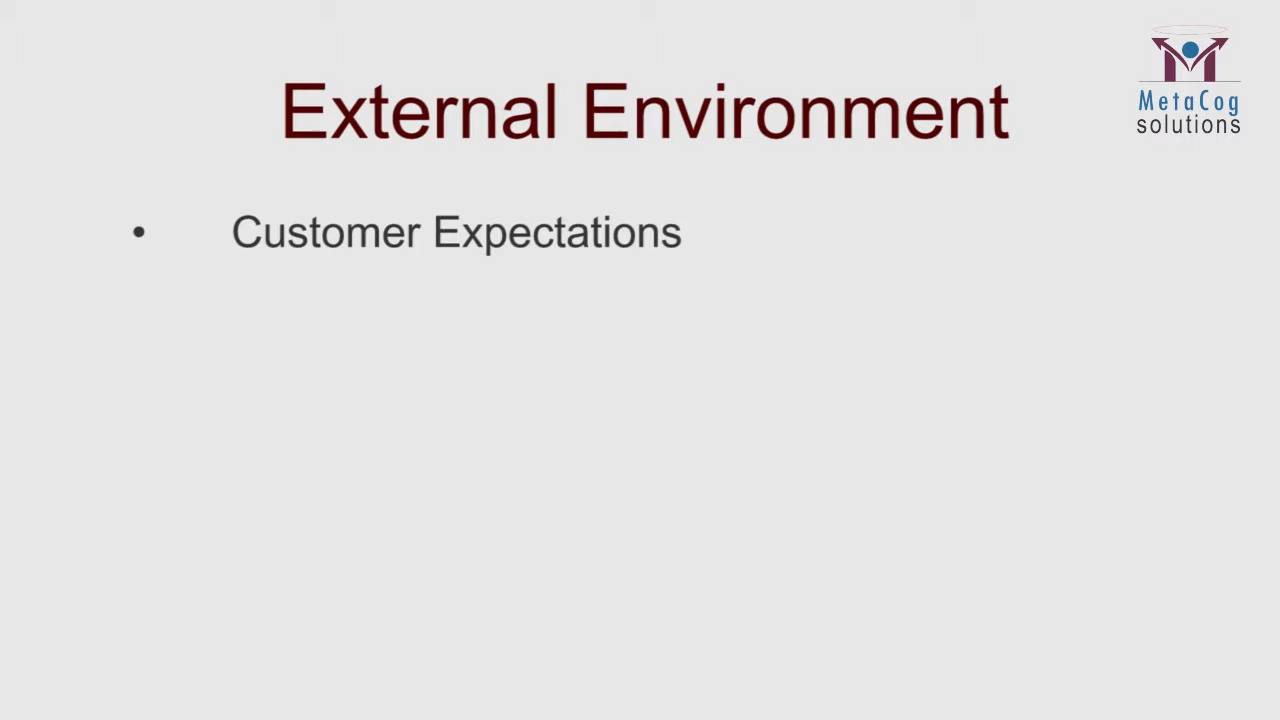 External Environment
• Customer Expectations
MetaCog
solutions